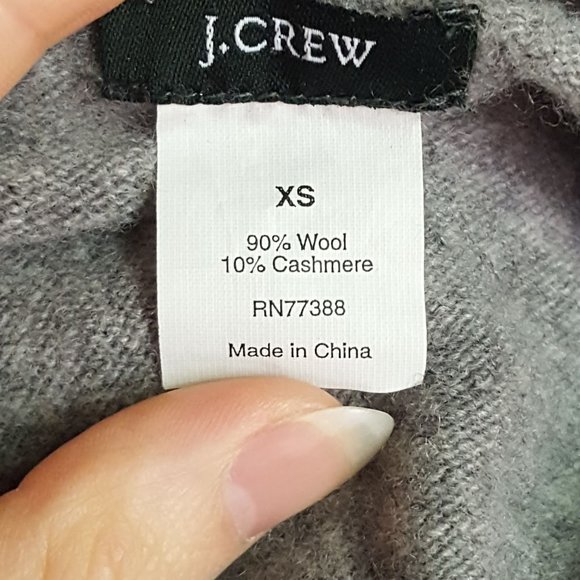 J.CREW
XS
90% Wool
10% Cashmere
RN77388
Made in China